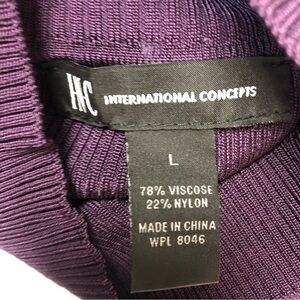 INC INTERNATIONAL CONCEPTS
L
78% VISCOSE
22% NYLON
MADE IN CHINA
WPL 8046